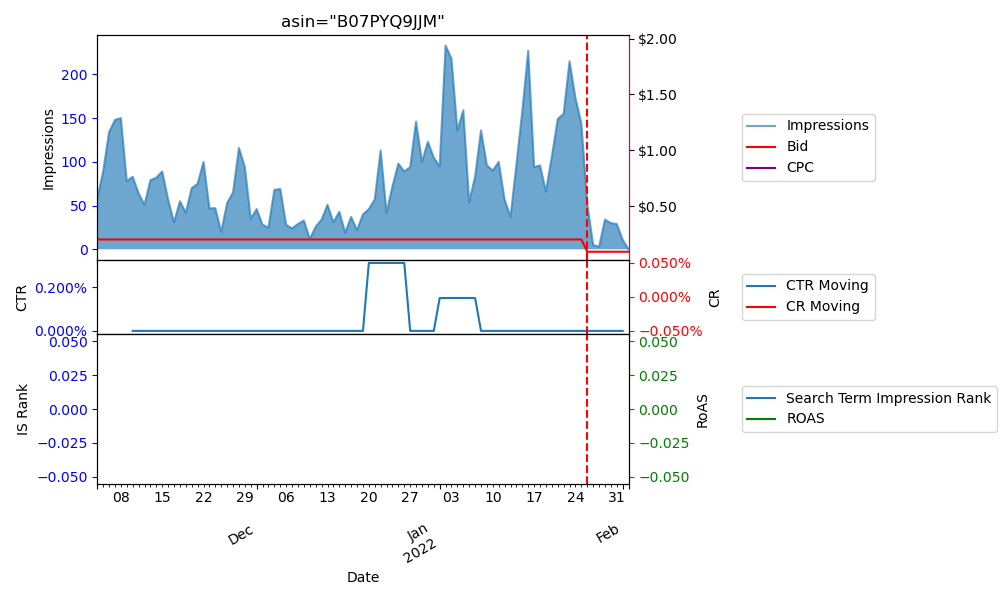 asin="B07PYQ9JJM"
Impressions
200
150
100
50
0
$2.00
$1.50
$1.00
$0.50
Impressions
Bid
CPC
CTR
0.200%
0.000%
0.050%
0.000%
−0.050%
CR
CTR Moving
CR Moving
IS Rank
0.050
0.025
0.000
−0.025
−0.050
0.050
0.025
0.000
−0.025
−0.050
RoAS
Search Term Impression Rank
ROAS
08 15 22 29 06 13 20 27 03 10 17 24 31
Dec Jan Feb
2022
Date